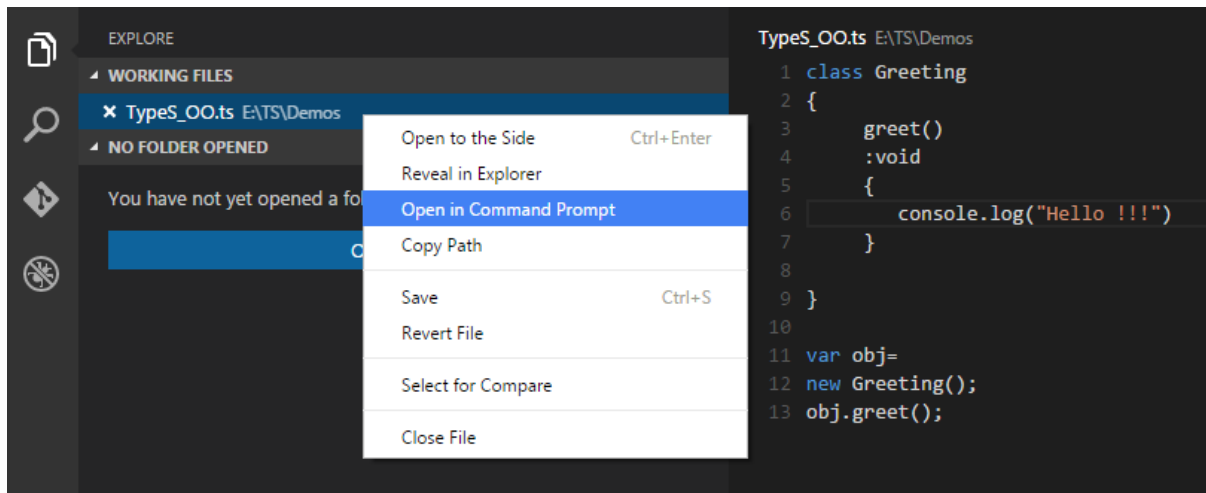 EXPLORE
WORKING FILES
TypeS_OO.ts E:\TS\Demos
NO FOLDER OPENED
You have not yet opened a fol
Open to the Side Ctrl+Enter
Reveal in Explorer
Open in Command Prompt
Copy Path
Save Ctrl+S
Revert File
Select for Compare
Close File
TypeS_OO.ts E:\TS\Demos
1 class Greeting
2 {
3 greet()
4 :void
5 {
6 console.log("Hello !!!")
7 }
8
9 }
10
11 var obj=
12 new Greeting();
13 obj.greet();